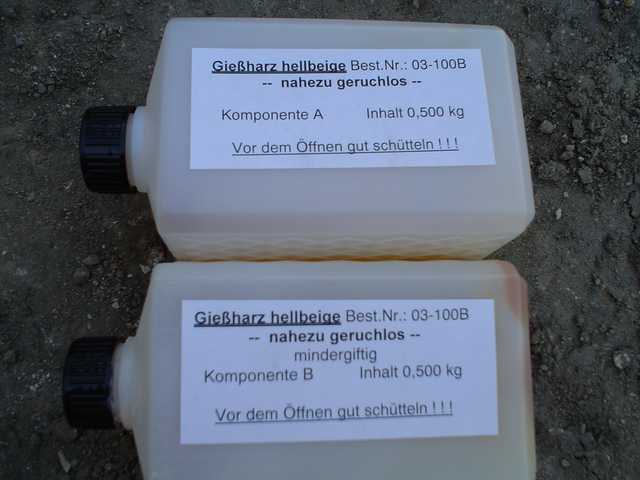 Gießharz hellbeige Best.Nr.: 03-100B
-- nahezu geruchlos --
Komponente A Inhalt 0,500 kg
Vor dem Öffnen gut schütteln ! ! !
Gießharz hellbeige Best.Nr.: 03-100B
-- nahezu geruchlos --
mindergiftig
Komponente B Inhalt 0,500 kg
Vor dem Öffnen gut schütteln ! ! !